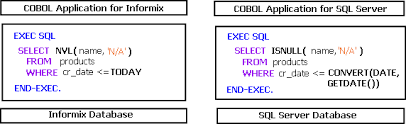 COBOL Application for Informix
EXEC SQL
SELECT NVL( name, 'N/A' )
FROM products
WHERE cr_date <=TODAY
END-EXEC.
Informix Database
COBOL Application for SQL Server
EXEC SQL
SELECT ISNULL( name,'N/A' )
FROM products
WHERE cr_date <= CONVERT(DATE,
GETDATE())
END-EXEC.
SQL Server Database